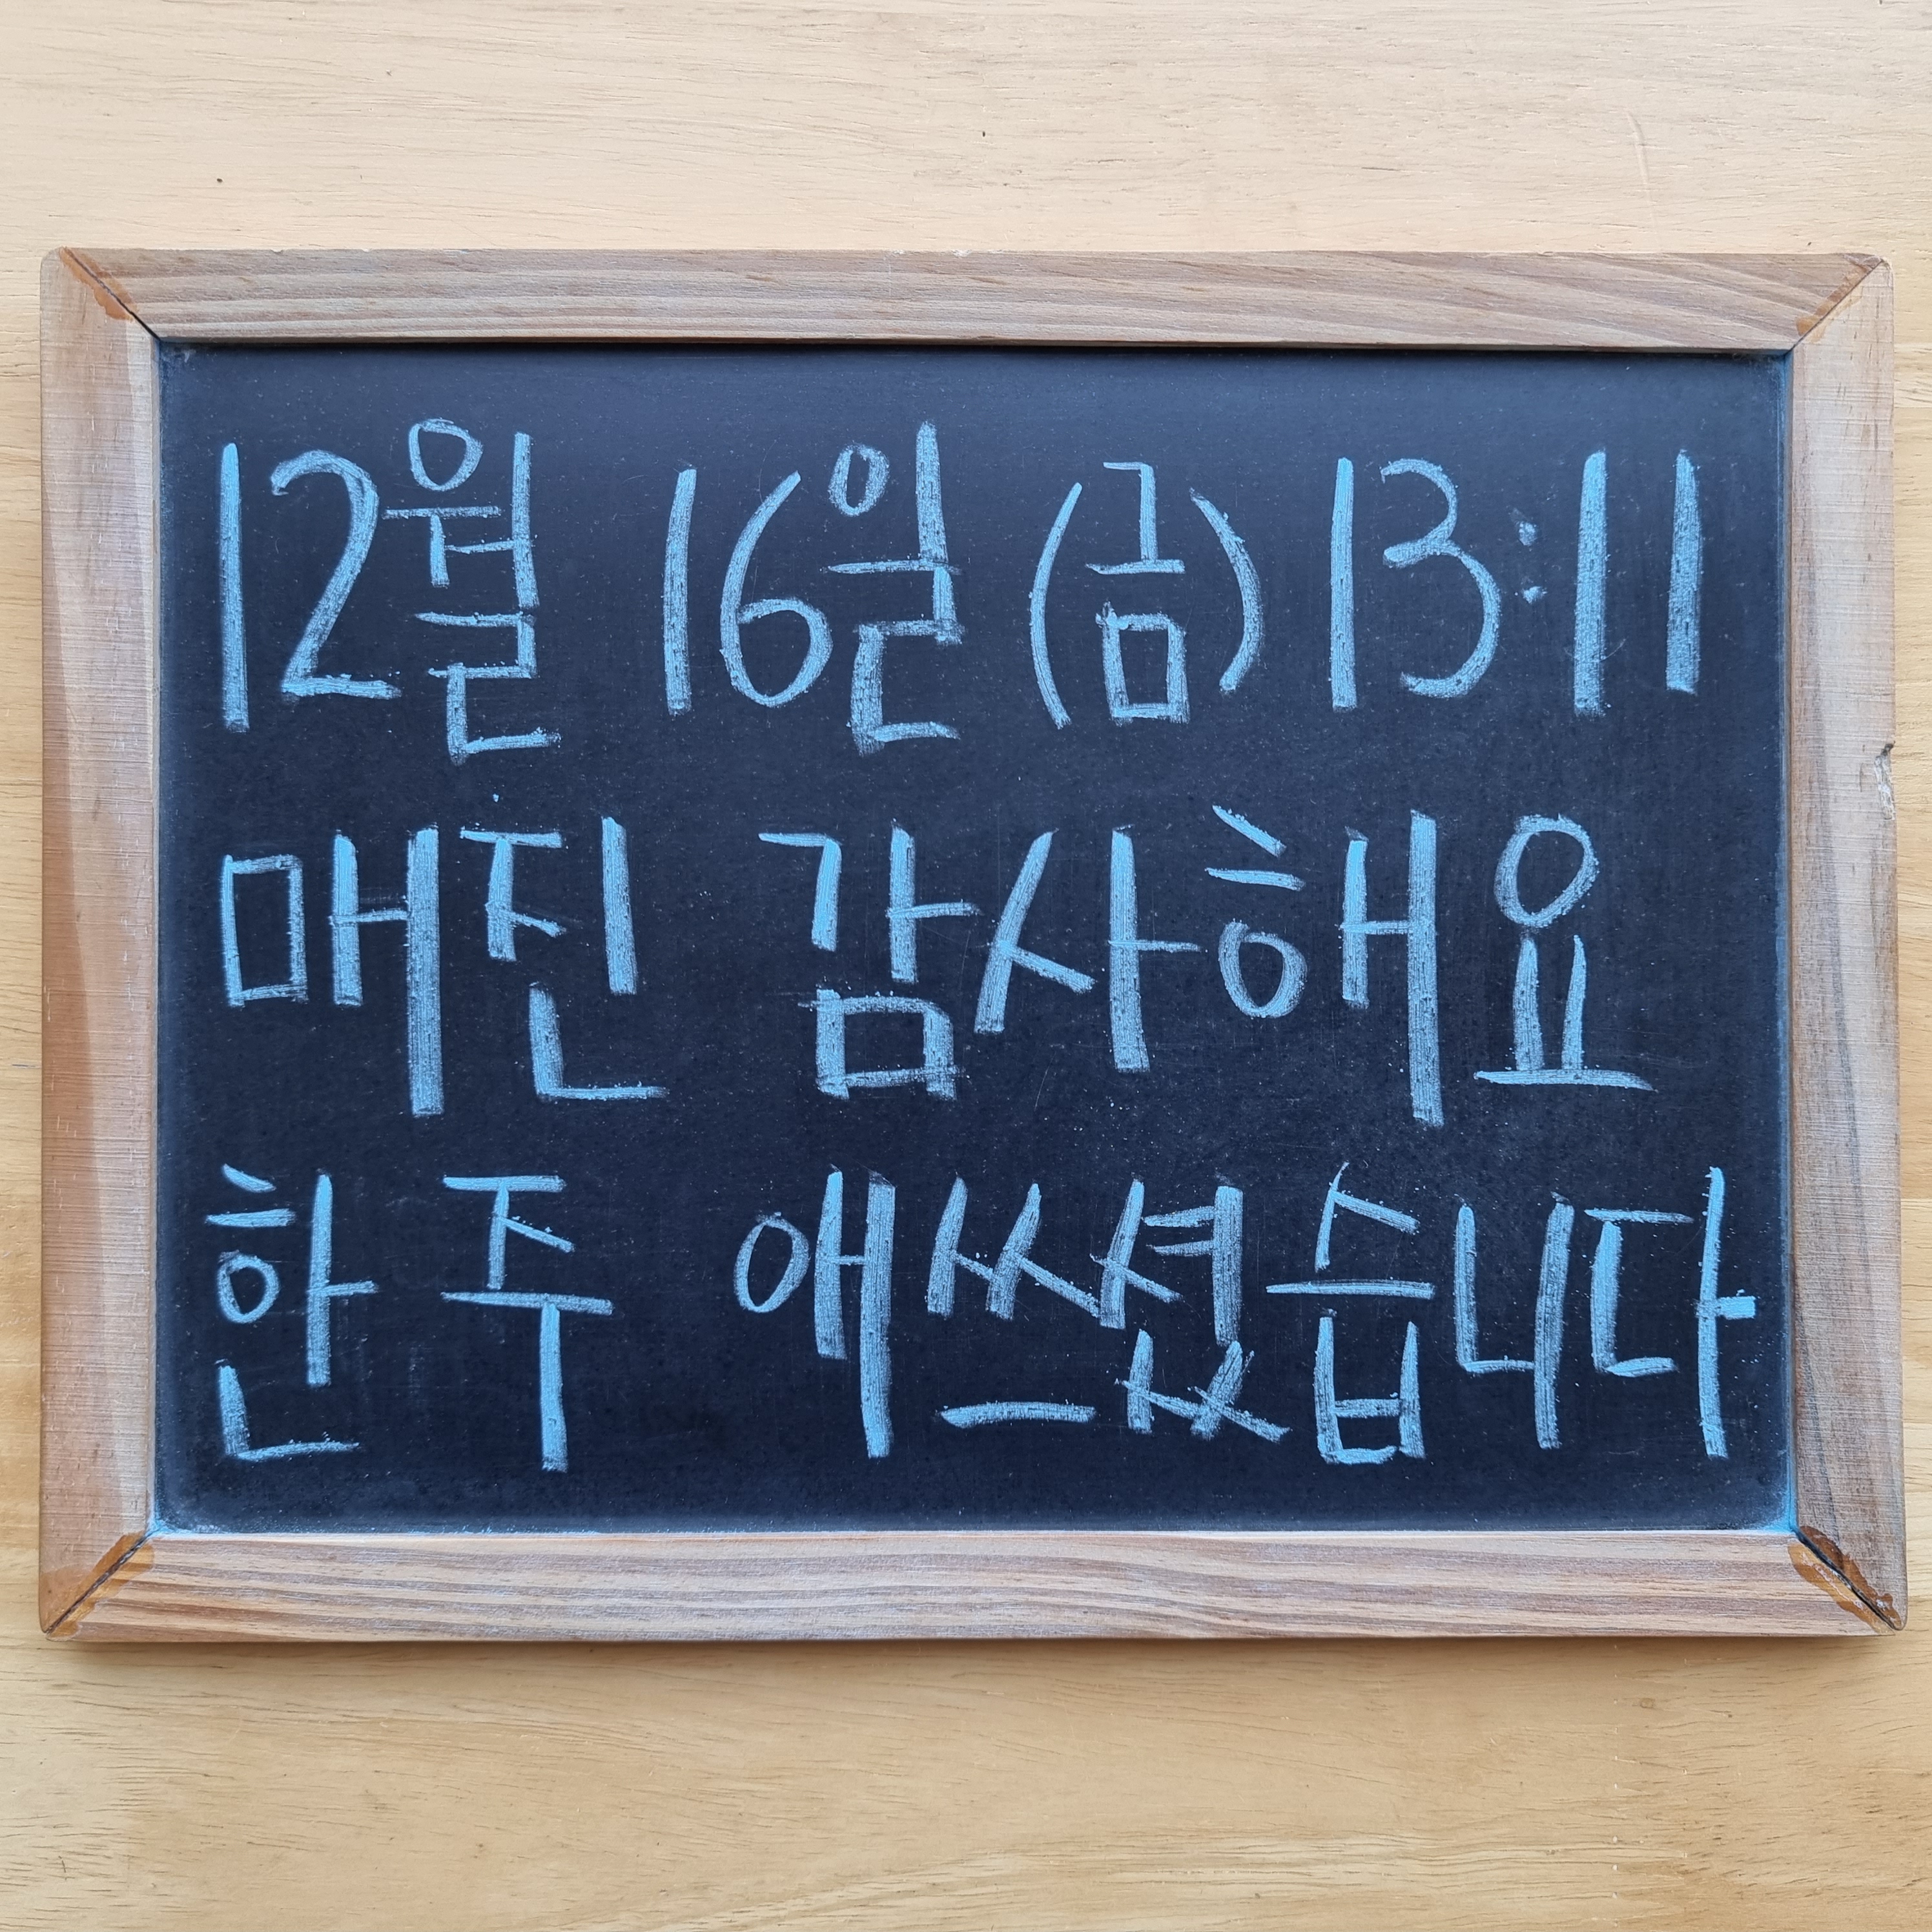 12월 16일 (금) 13:11
매진 감사해요
한 주 애쓰셨습니다